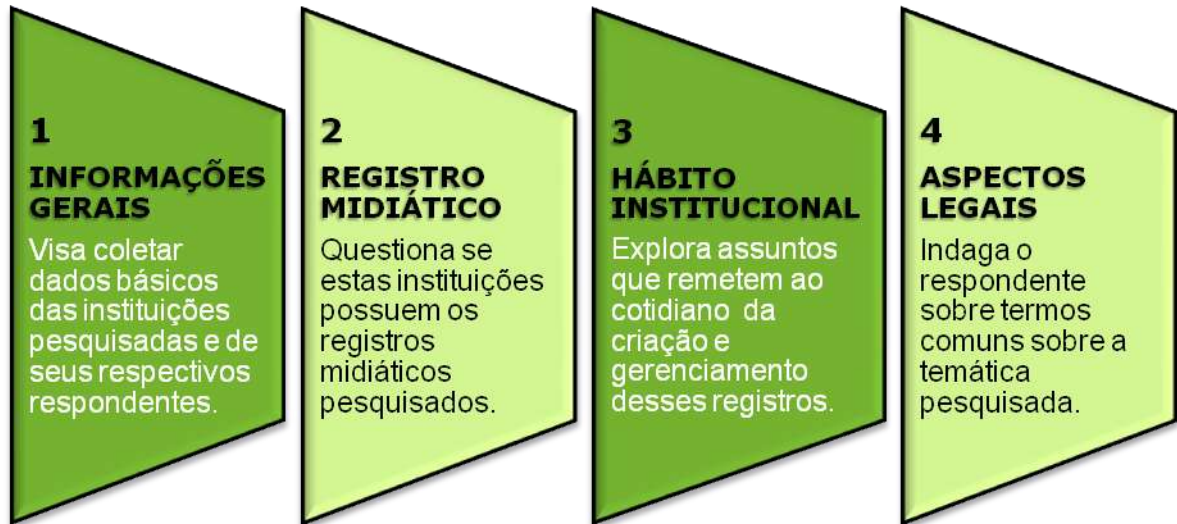 1
INFORMAÇÕES
GERAIS
Visa coletar
dados básicos
das instituições
pesquisadas e de
seus respectivos
respondentes.
2
REGISTRO
MIDIÁTICO
Questiona se
estas instituições
possuem os
registros
midiáticos
pesquisados.
3
HÁBITO
INSTITUCIONAL
Explora assuntos
que remetem ao
cotidiano da
criação e
gerenciamento
desses registros.
4
ASPECTOS
LEGAIS
Indaga o
respondente
sobre termos
comuns sobre a
temática
pesquisada.